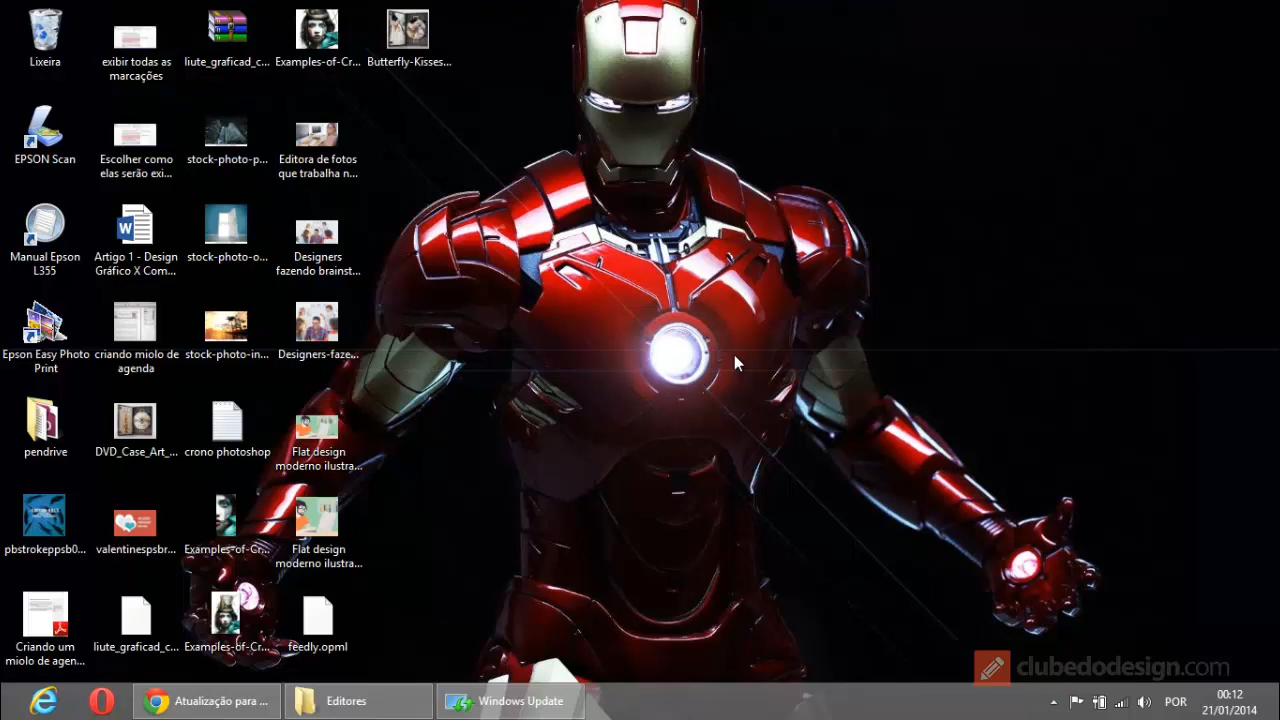 Lixeira
exibir todas as
marcações
liute_graficad_c...
Examples-of-Cr...
Butterfly-Kisses...
EPSON Scan
Escolher como
elas serão exi...
stock-photo-p...
Editora de fotos
que trabalha n...
Manual Epson
L355
Artigo 1 - Design
Gráfico X Com...
stock-photo-o...
Designers
fazendo brainst...
Epson Easy Photo
Print
criando miolo de
agenda
stock-photo-in...
Designers-faze...
pendrive
DVD_Case_Art_...
crono photoshop
Flat design
moderno ilustra...
pbstrokeppsb0...
valentinespsbr...
Examples-of-Cr...
Flat design
moderno ilustra...
Criando um
miolo de agen...
liute_graficad_c...
Examples-of-Cr...
feedly.opml
clubedodesign.com
Atualização para ...
Editores
Windows Update
POR
00:12
21/01/2014